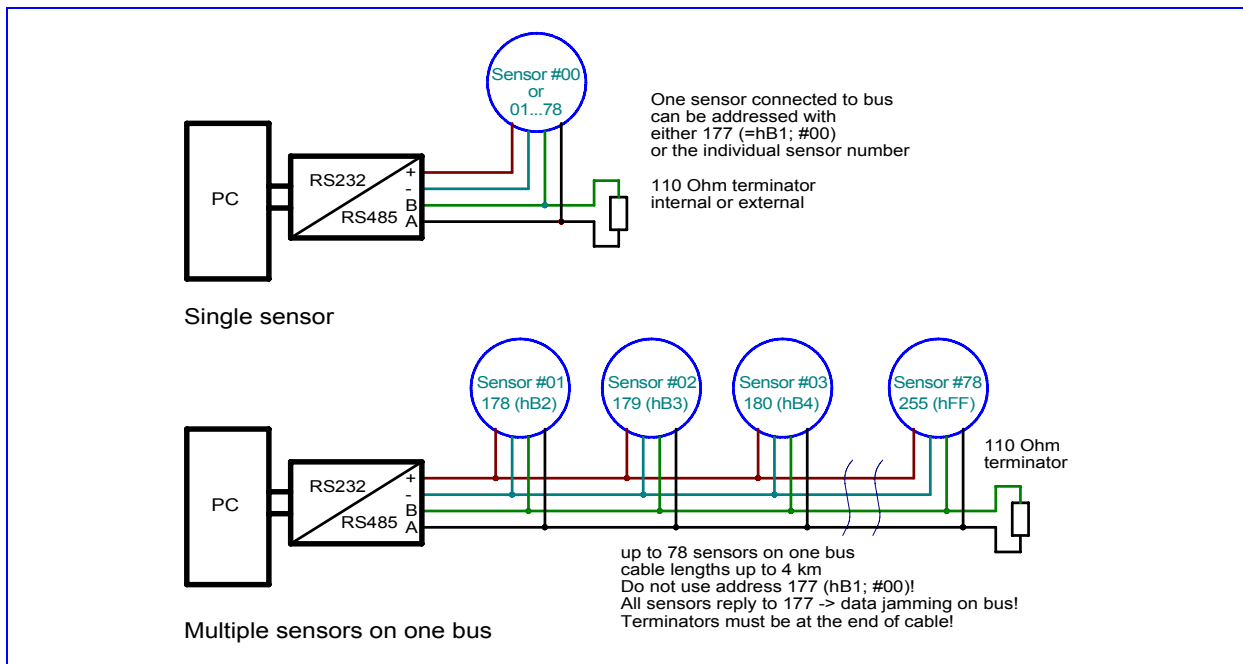 Sensor #00
or
01...78
One sensor connected to bus
can be addressed with
either 177 (=hB1; #00)
or the individual sensor number
110 Ohm terminator
internal or external
PC
RS232
RS485
+
-
B
A
Single sensor
Sensor #01
178 (hB2)
Sensor #02
179 (hB3)
Sensor #03
180 (hB4)
Sensor #78
255 (hFF)
110 Ohm
terminator
PC
RS232
RS485
+
-
B
A
up to 78 sensors on one bus
cable lengths up to 4 km
Do not use address 177 (hB1; #00)!
All sensors reply to 177 -> data jamming on bus!
Terminators must be at the end of cable!
Multiple sensors on one bus